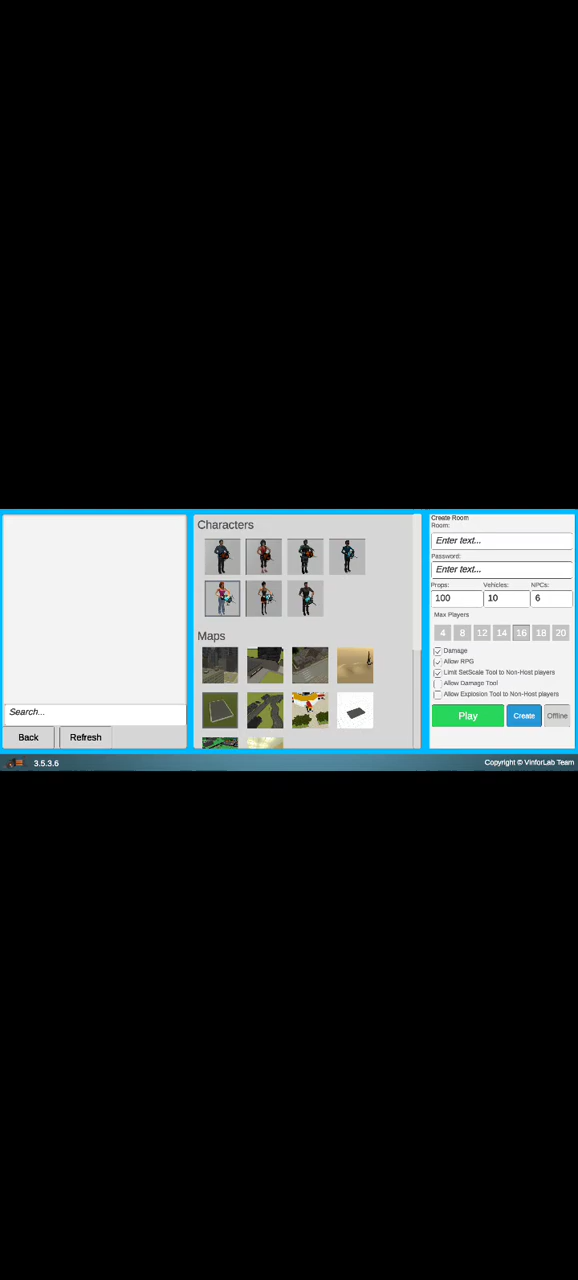 Search...
Back
Refresh
Characters
Maps
Create Room
Room:
Enter text...
Password:
Enter text...
Props: Vehicles: NPCs:
100 10 6
Max Players
4 8 12 14 16 18 20
Damage
Allow RPG
Limit SetScale Tool to Non-Host players
Allow Damage Tool
Allow Explosion Tool to Non-Host players
Play Create Offline
3.5.3.6
Copyright © VinforLab Team